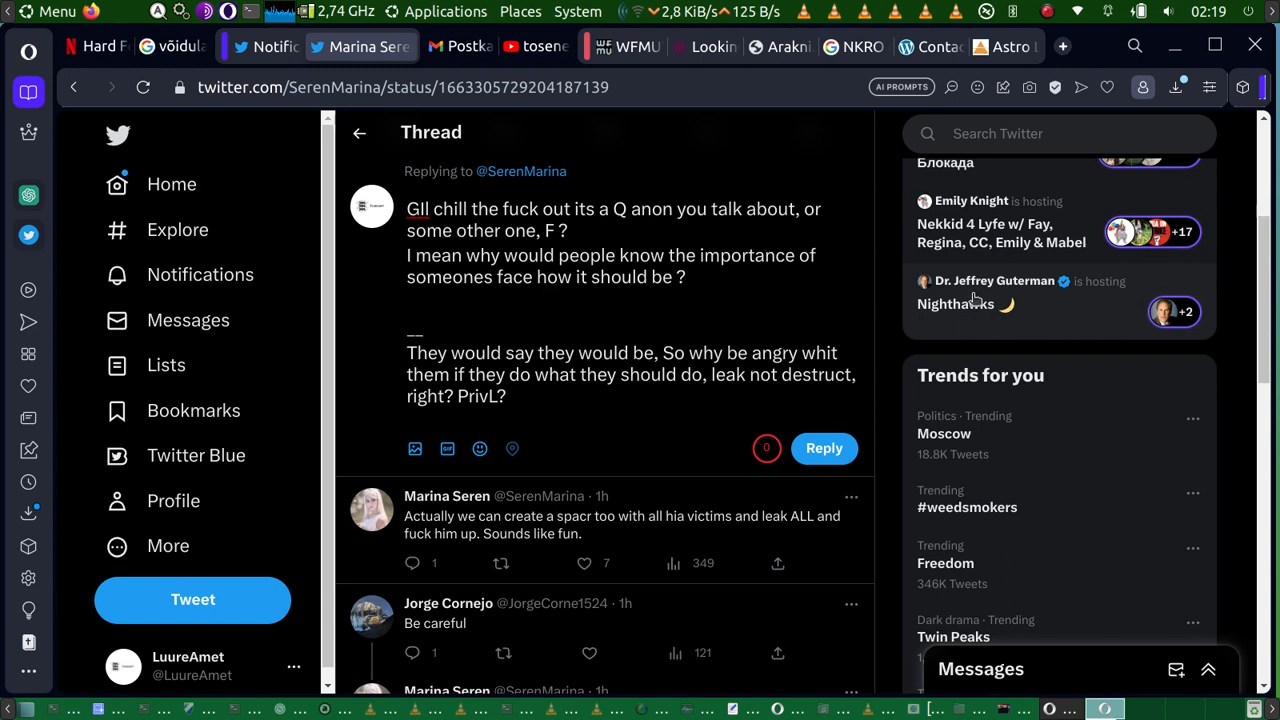 Menu
2,74 GHz
Applications
Places
System
2,8 KiB/s
125 B/s
02:19
Hard F
võidula
Notific
Marina Sere
Postka
tosene
WFMU
Lookin
Arakni
NKRO
Contac
Astro L
twitter.com/SerenMarina/status/1663305729204187139
AI PROMPTS
Home
Explore
Notifications
Messages
Lists
Bookmarks
Twitter Blue
Profile
More
Tweet
LuureAmet
@LuureAmet
Thread
Replying to @SerenMarina
GIl chill the fuck out its a Q anon you talk about, or
some other one, F ?
I mean why would people know the importance of
someones face how it should be ?
__
They would say they would be, So why be angry whit
them if they do what they should do, leak not destruct,
right? PrivL?
GIF
0
Reply
Marina Seren @SerenMarina · 1h
Actually we can create a spacr too with all hia victims and leak ALL and
fuck him up. Sounds like fun.
1
7
349
Jorge Cornejo @JorgeCorne1524 · 1h
Be careful
1
121
Marina Seren @SerenMarina · 1h
Search Twitter
Блокада
Emily Knight is hosting
Nekkid 4 Lyfe w/ Fay,
Regina, CC, Emily & Mabel
+17
Dr. Jeffrey Guterman is hosting
Nighthawks
+2
Trends for you
Politics · Trending
Moscow
18.8K Tweets
Trending
#weedsmokers
Trending
Freedom
346K Tweets
Dark drama · Trending
Twin Peaks
Messages